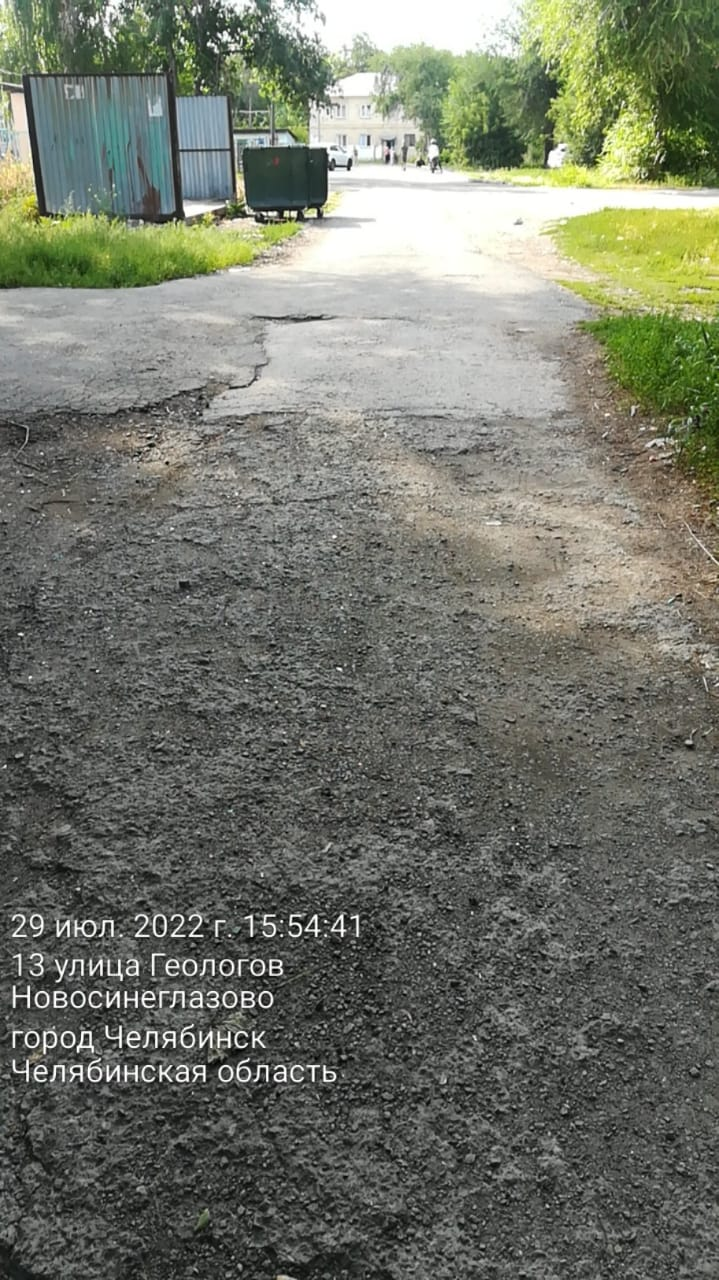 29 июл. 2022 г. 15:54:41
13 улица Геологов
Новосинеглазово
город Челябинск
Челябинская область